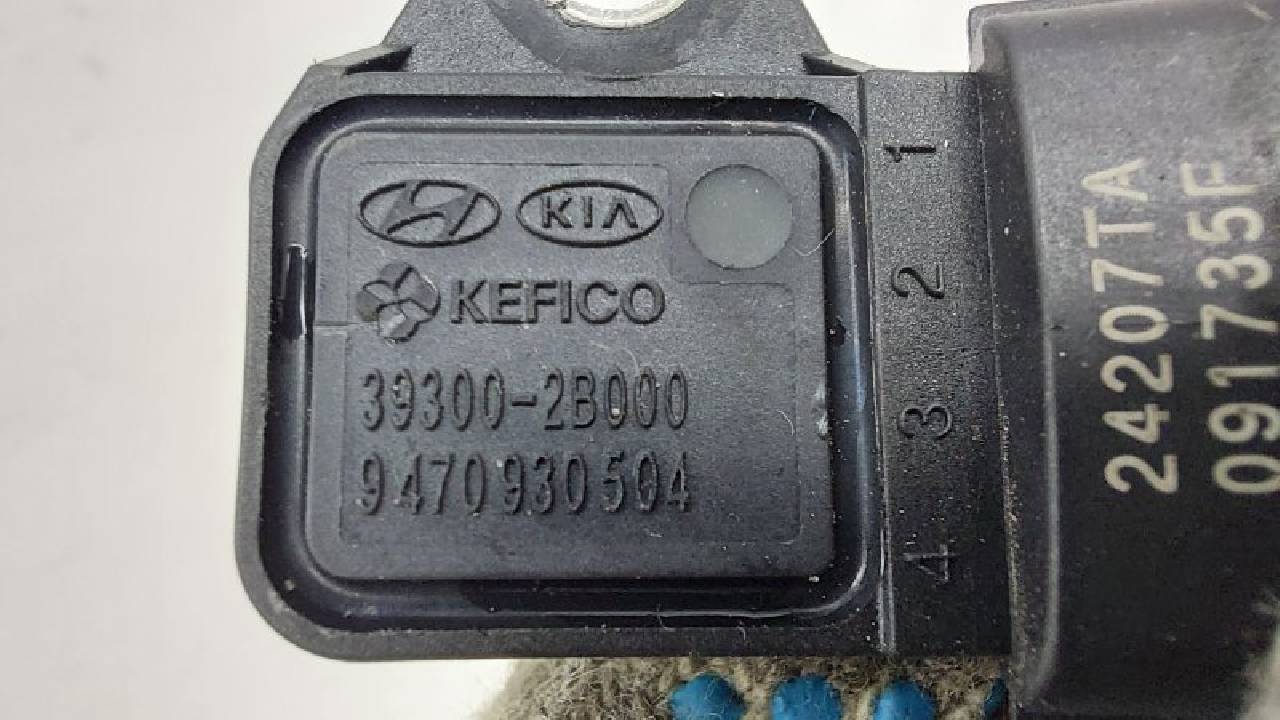 KIA
KEFICO
39300-2B000
9470930504
1
2
3
4
24207TA
091735F